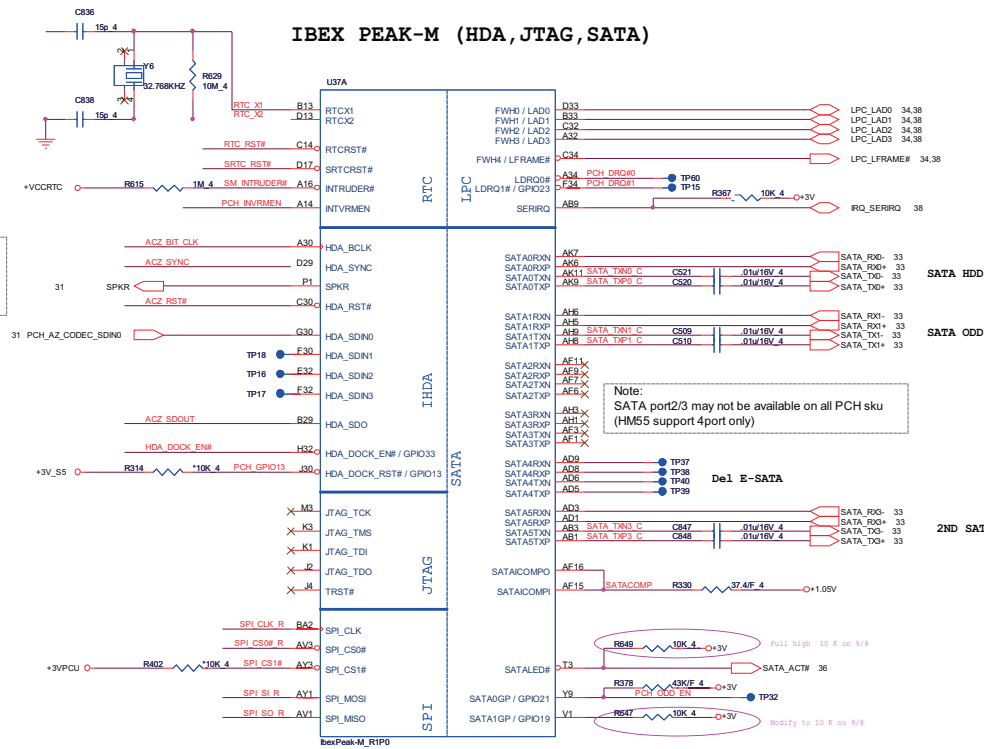 IBEX PEAK-M (HDA,JTAG,SATA)
C836
15p_4
Y6
32.768KHZ
R629
10M_4
C838
15p_4
U37A
RTC_X1 B13 RTCX1
RTC_X2 D13 RTCX2
RTC_RST# C14 RTCRST#
SRTC_RST# D17 SRTCRST#
+VCCRTC R615 1M_4 SM_INTRUDER# A16 INTRUDER#
PCH_INVRMEN A14 INTVRMEN
RTC
LPC
FWH0 / LAD0 D33 LPC_LAD0 34,38
FWH1 / LAD1 B33 LPC_LAD1 34,38
FWH2 / LAD2 C32 LPC_LAD2 34,38
FWH3 / LAD3 A32 LPC_LAD3 34,38
FWH4 / LFRAME# C34 LPC_LFRAME# 34,38
LDRQ0# A34 PCH_DRQ#0 TP60
LDRQ1# / GPIO23 F34 PCH_DRQ#1 TP15
R367 10K_4 +3V
SERIRQ AB9 IRQ_SERIRQ 38
ACZ_BIT_CLK A30 HDA_BCLK
ACZ_SYNC D29 HDA_SYNC
31 SPKR P1 SPKR
ACZ_RST# C30 HDA_RST#
31 PCH_AZ_CODEC_SDIN0 G30 HDA_SDIN0
TP18 F30 HDA_SDIN1
TP16 E32 HDA_SDIN2
TP17 F32 HDA_SDIN3
ACZ_SDOUT B29 HDA_SDO
HDA_DOCK_EN# H32 HDA_DOCK_EN# / GPIO33
+3V_S5 R314 *10K_4 PCH_GPIO13 J30 HDA_DOCK_RST# / GPIO13
IHDA
SATA
SATA0RXN AK7 SATA_RX0- 33
SATA0RXP AK6 SATA_RX0+ 33
SATA0TXN AK11 SATA_TXN0_C C521 .01u/16V_4 SATA_TX0- 33
SATA0TXP AK9 SATA_TXP0_C C520 .01u/16V_4 SATA_TX0+ 33
SATA HDD
SATA1RXN AH6 SATA_RX1- 33
SATA1RXP AH5 SATA_RX1+ 33
SATA1TXN AH9 SATA_TXN1_C C509 .01u/16V_4 SATA_TX1- 33
SATA1TXP AH8 SATA_TXP1_C C510 .01u/16V_4 SATA_TX1+ 33
SATA ODD
SATA2RXN AF11
SATA2RXP AF9
SATA2TXN AF7
SATA2TXP AF6
SATA3RXN AH3
SATA3RXP AH1
SATA3TXN AF3
SATA3TXP AF1
Note:
SATA port2/3 may not be available on all PCH sku
(HM55 support 4port only)
SATA4RXN AD9 TP37
SATA4RXP AD8 TP38
SATA4TXN AD6 TP40
SATA4TXP AD5 TP39
Del E-SATA
SATA5RXN AD3 SATA_RX3- 33
SATA5RXP AD1 SATA_RX3+ 33
SATA5TXN AB3 SATA_TXN3_C C847 .01u/16V_4 SATA_TX3- 33
SATA5TXP AB1 SATA_TXP3_C C848 .01u/16V_4 SATA_TX3+ 33
2ND SAT
M3 JTAG_TCK
K3 JTAG_TMS
K1 JTAG_TDI
J2 JTAG_TDO
J4 TRST#
JTAG
SATAICOMPO AF16
SATAICOMPI AF15 SATACOMP R330 37.4/F_4 +1.05V
SPI_CLK_R BA2 SPI_CLK
SPI_CS0#_R AV3 SPI_CS0#
+3VPCU R402 *10K_4 SPI_CS1# AY3 SPI_CS1#
SPI_SI_R AY1 SPI_MOSI
SPI_SO_R AV1 SPI_MISO
SPI
R649 10K_4 +3V
Pull high 10 K on 9/8
SATALED# T3 SATA_ACT# 36
R378 43K/F_4 +3V
SATA0GP / GPIO21 Y9 PCH_ODD_EN TP32
SATA1GP / GPIO19 V1 R647 10K_4 +3V
Modify to 10 K on 9/8
IbexPeak-M_R1P0